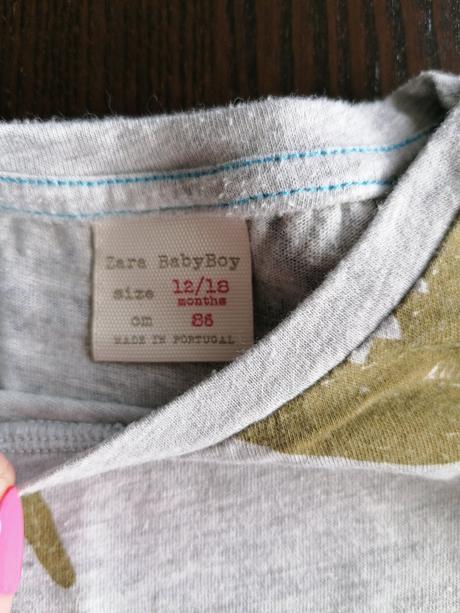 Zara BabyBoy
size 12/18
months
cm 86
MADE IN PORTUGAL